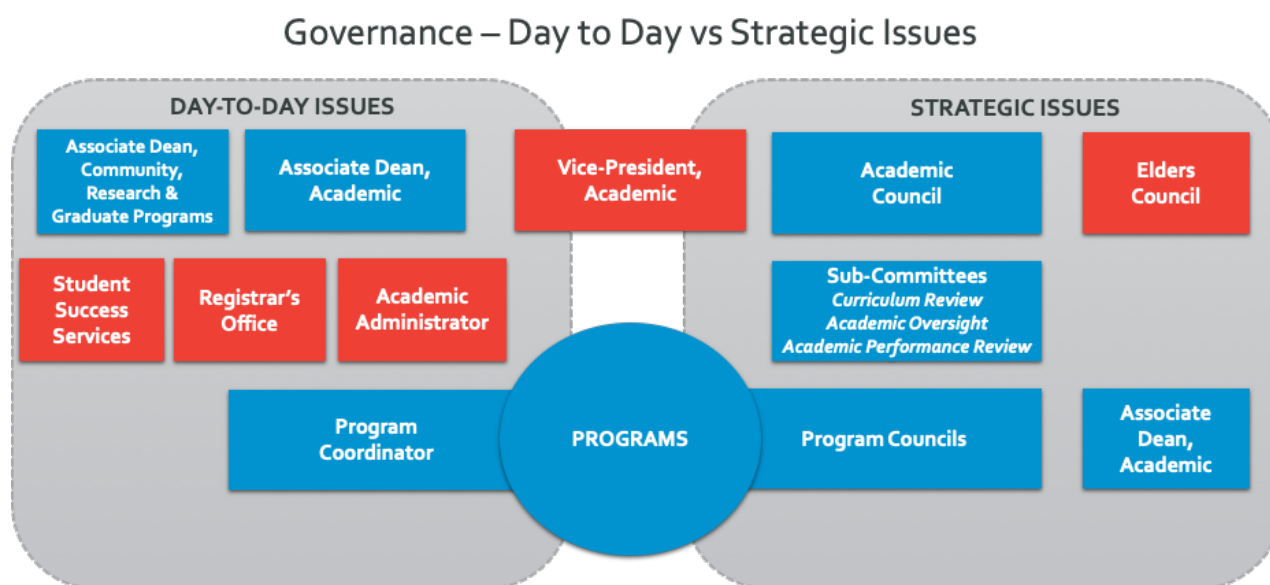 Governance – Day to Day vs Strategic Issues
DAY-TO-DAY ISSUES
Associate Dean,
Community,
Research &
Graduate Programs
Associate Dean,
Academic
Vice-President,
Academic
Student
Success
Services
Registrar's
Office
Academic
Administrator
Program
Coordinator
PROGRAMS
STRATEGIC ISSUES
Academic
Council
Elders
Council
Sub-Committees
Curriculum Review
Academic Oversight
Academic Performance Review
Program Councils
Associate
Dean,
Academic